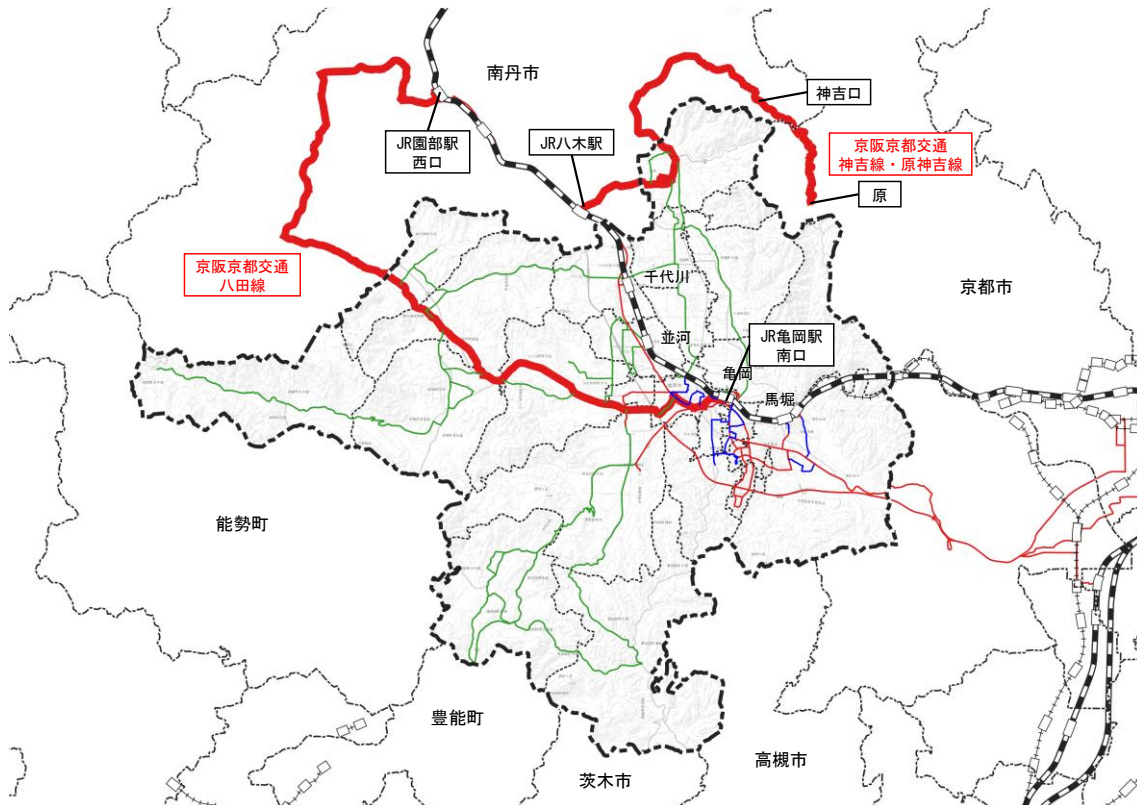 南丹市
神吉口
JR園部駅
西口
JR八木駅
京阪京都交通
神吉線・原神吉線
原
京阪京都交通
八田線
千代川
京都市
並河
JR亀岡駅
南口
亀岡
馬堀
能勢町
豊能町
高槻市
茨木市